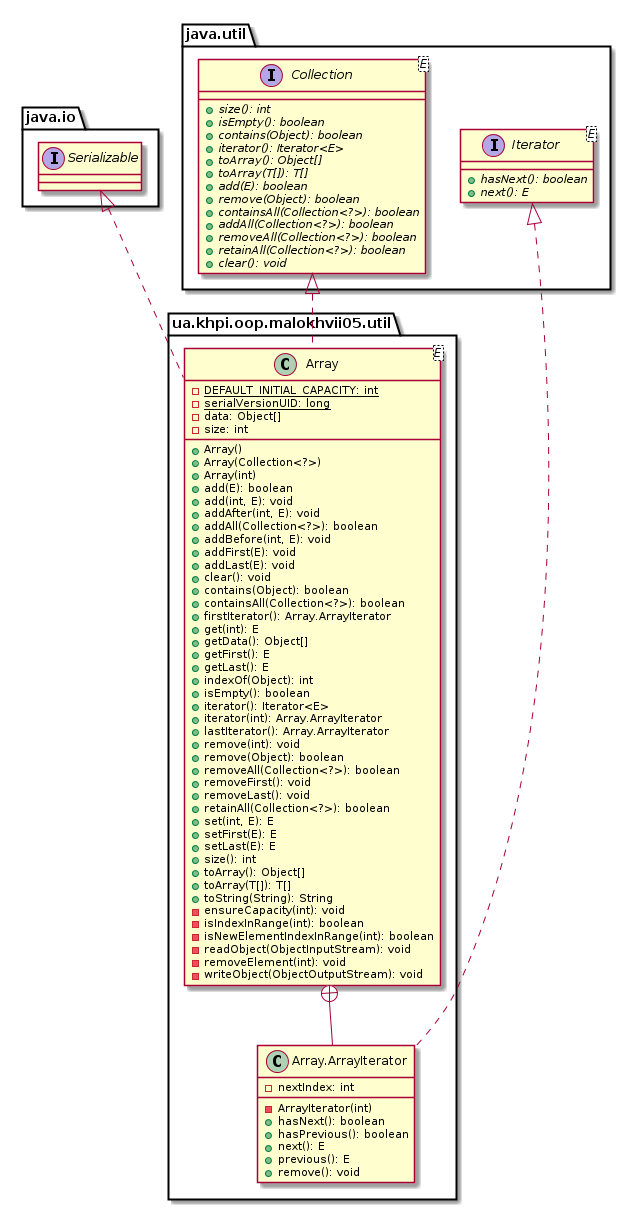 java.util
I Collection E
size(): int
isEmpty(): boolean
contains(Object): boolean
iterator(): Iterator<E>
toArray(): Object[]
toArray(T[]): T[]
add(E): boolean
remove(Object): boolean
containsAll(Collection<?>): boolean
addAll(Collection<?>): boolean
removeAll(Collection<?>): boolean
retainAll(Collection<?>): boolean
clear(): void
I Iterator E
hasNext(): boolean
next(): E
java.io
I Serializable
ua.khpi.oop.malokhvii05.util
C Array E
DEFAULT_INITIAL_CAPACITY: int
serialVersionUID: long
data: Object[]
size: int
Array()
Array(Collection<?>)
Array(int)
add(E): boolean
add(int, E): void
addAfter(int, E): void
addAll(Collection<?>): boolean
addBefore(int, E): void
addFirst(E): void
addLast(E): void
clear(): void
contains(Object): boolean
containsAll(Collection<?>): boolean
firstIterator(): Array.ArrayIterator
get(int): E
getData(): Object[]
getFirst(): E
getLast(): E
indexOf(Object): int
isEmpty(): boolean
iterator(): Iterator<E>
iterator(int): Array.ArrayIterator
lastIterator(): Array.ArrayIterator
remove(int): void
remove(Object): boolean
removeAll(Collection<?>): boolean
removeFirst(): void
removeLast(): void
retainAll(Collection<?>): boolean
set(int, E): E
setFirst(E): E
setLast(E): E
size(): int
toArray(): Object[]
toArray(T[]): T[]
toString(String): String
ensureCapacity(int): void
isIndexInRange(int): boolean
isNewElementIndexInRange(int): boolean
readObject(ObjectInputStream): void
removeElement(int): void
writeObject(ObjectOutputStream): void
C Array.ArrayIterator
nextIndex: int
ArrayIterator(int)
hasNext(): boolean
hasPrevious(): boolean
next(): E
previous(): E
remove(): void